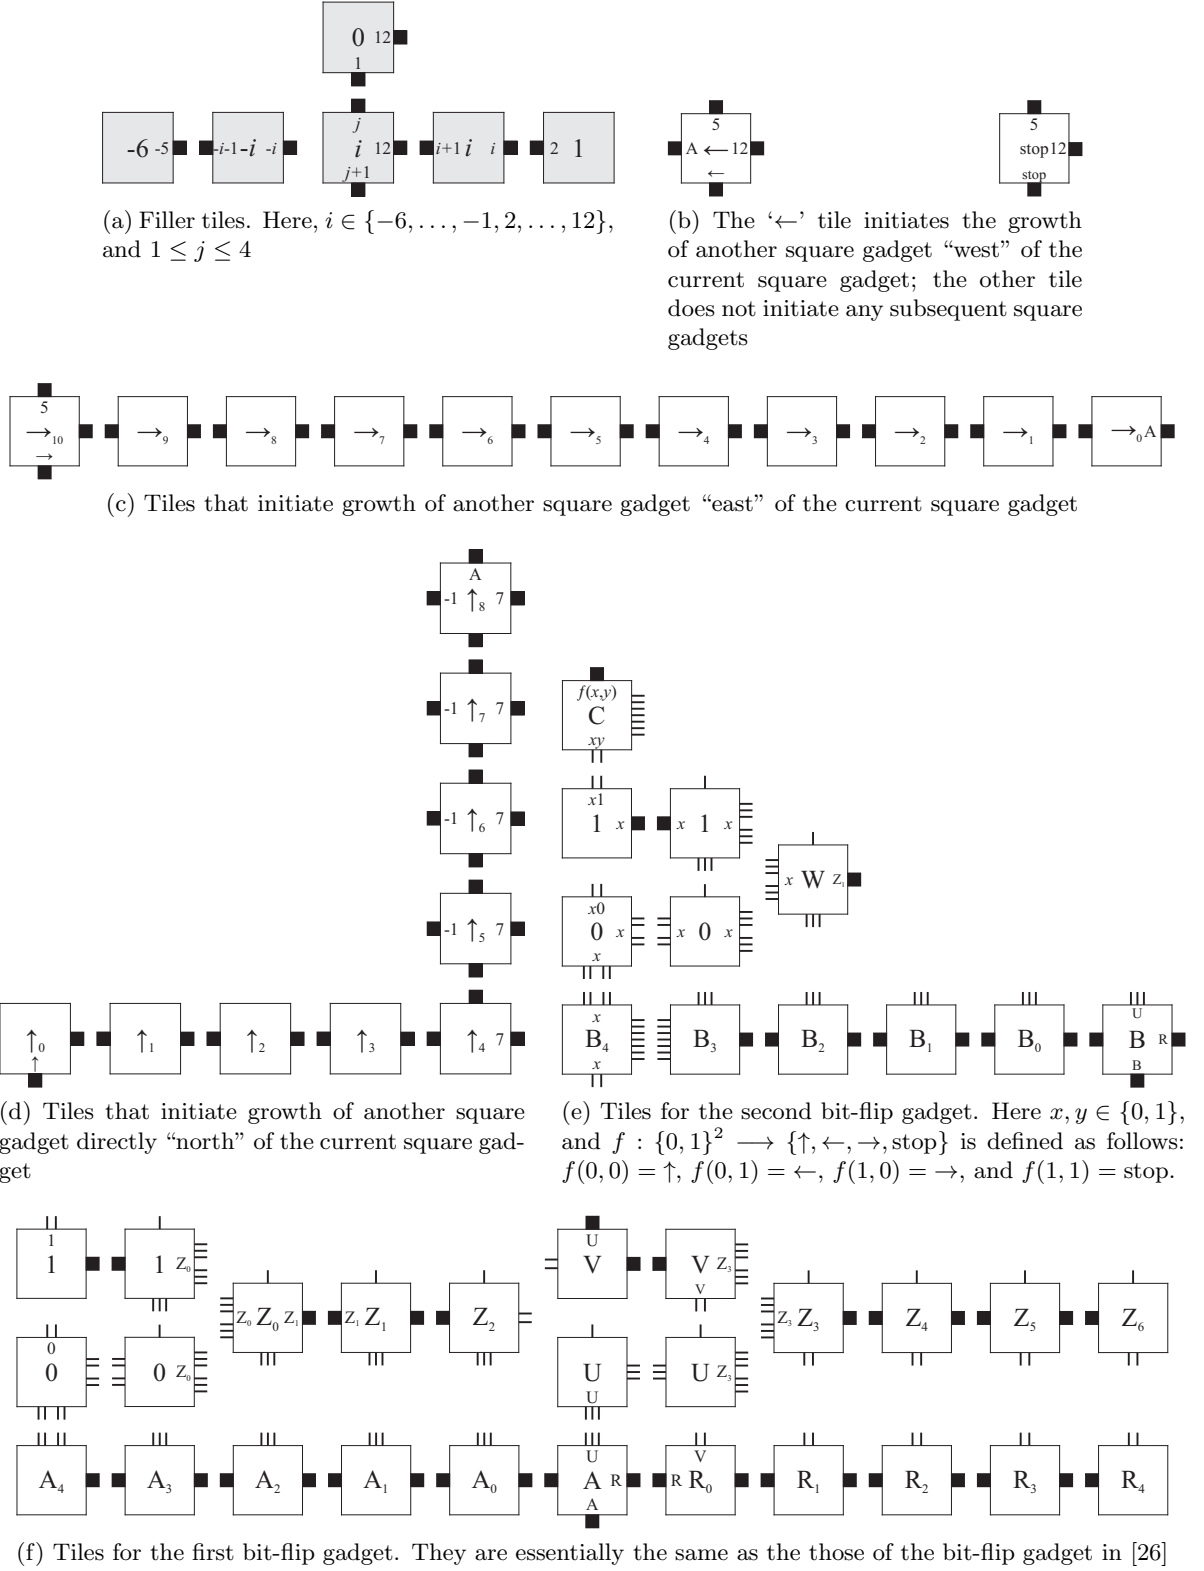 0 12
1
-6 -5
-i-1 -i -i
j
i 12
j+1
i+1 i i
2 1
5
A ← 12
←
5
stop 12
stop
(a) Filler tiles. Here, i ∈ {−6, . . . , −1, 2, . . . , 12},
and 1 ≤ j ≤ 4
(b) The ‘←’ tile initiates the growth
of another square gadget “west” of the
current square gadget; the other tile
does not initiate any subsequent square
gadgets
5
→10 →9 →8 →7 →6 →5 →4 →3 →2 →1 →0 A
→
(c) Tiles that initiate growth of another square gadget “east” of the current square gadget
A
-1 ↑8 7
-1 ↑7 7
-1 ↑6 7
-1 ↑5 7
↑0 ↑1 ↑2 ↑3 ↑4 7
↑
(d) Tiles that initiate growth of another square
gadget directly “north” of the current square gad-
get
f(x,y)
C
xy
x1
1 x
x 1 x
x W Z1
x0
0 x
x
x 0 x
x
B4
x
B3 B2 B1 B0
U
B R
B
(e) Tiles for the second bit-flip gadget. Here x, y ∈ {0, 1},
and f : {0, 1}² ⟶ {↑, ←, →, stop} is defined as follows:
f(0, 0) = ↑, f(0, 1) = ←, f(1, 0) = →, and f(1, 1) = stop.
1
1
1 Z0
Z0 Z0 Z1
Z1 Z1
Z2
U
V
V Z3
V
Z3 Z3
Z4 Z5 Z6
0
0
0 Z0
U
U
U Z3
A4 A3 A2 A1 A0
U
A R
A
V
R R0
R1 R2 R3 R4
(f) Tiles for the first bit-flip gadget. They are essentially the same as the those of the bit-flip gadget in [26]